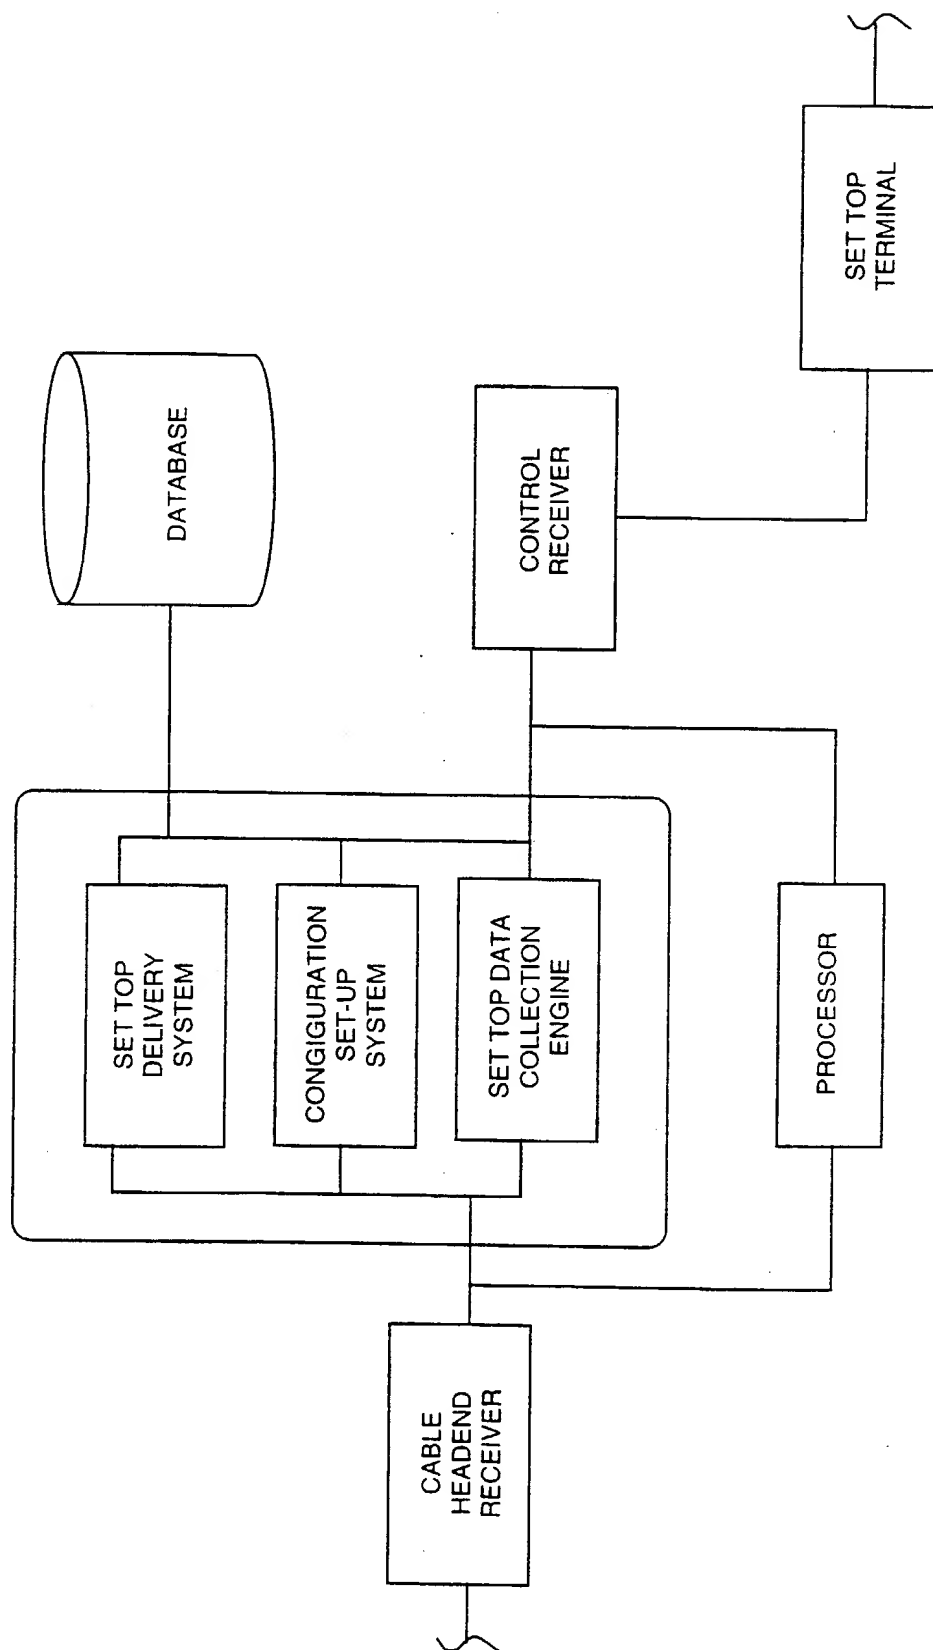 DATABASE
SET TOP
DELIVERY
SYSTEM
CONGIGURATION
SET-UP
SYSTEM
SET TOP DATA
COLLECTION
ENGINE
CABLE
HEADEND
RECEIVER
CONTROL
RECEIVER
PROCESSOR
SET TOP
TERMINAL